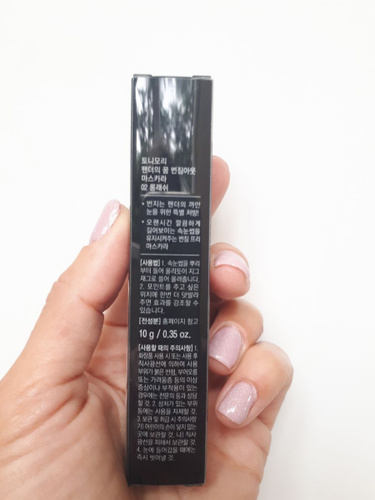 토니모리
팬더의 꿈 번짐아웃
마스카라
02 롱래쉬
• 번지는 팬더의 까만
눈을 위한 특별 처방!
• 오랜시간 깔끔하게
길어보이는 속눈썹을
유지시켜주는 번짐 프리
마스카라
[사용법] 1. 속눈썹을 뿌리
부터 들어 올리듯이 지그
재그로 쓸어 올려줍니다.
2. 포인트를 주고 싶은
위치에 한번 더 덧발라
주면 효과를 강조할 수
있습니다.
[전성분] 홈페이지 참고
10 g / 0.35 oz.
[사용할 때의 주의사항] 1.
화장품 사용 시 또는 사용 후
직사광선에 의하여 사용
부위가 붉은 반점, 부어오름
또는 가려움증 등의 이상
증상이나 부작용이 있는
경우에는 전문의 등과 상담
할 것. 2. 상처가 있는 부위
등에는 사용을 자제할 것.
3. 보관 및 취급 시 주의사항
가) 어린이의 손이 닿지 않는
곳에 보관할 것. 나) 직사
광선을 피해서 보관할 것.
4. 눈에 들어갔을 때에는
즉시 씻어낼 것.